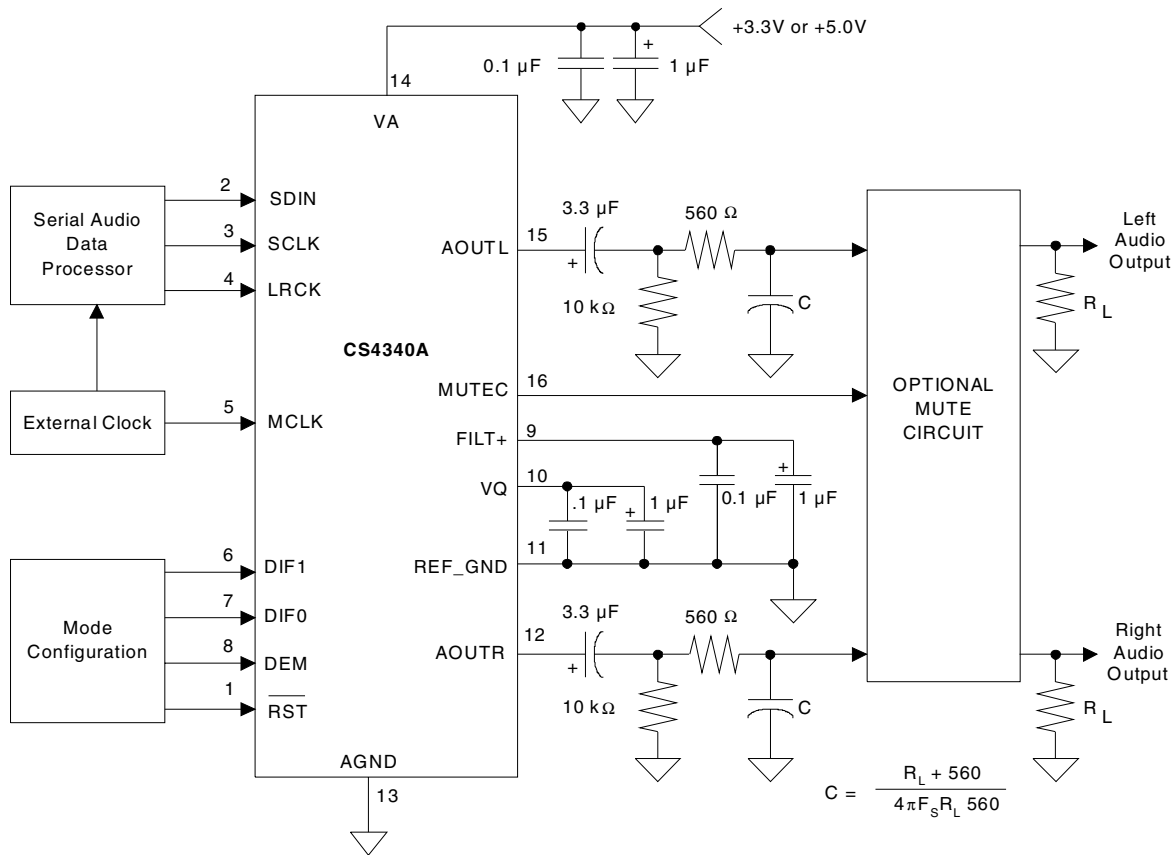 +3.3V or +5.0V
0.1 µF
+
1 µF
14
VA
2
SDIN
Serial Audio
Data
Processor
3
SCLK
4
LRCK
External Clock
5
MCLK
CS4340A
AOUTL
15
3.3 µF
+
560 Ω
10 kΩ
C
Left
Audio
Output
R L
MUTEC
16
OPTIONAL
MUTE
CIRCUIT
FILT+
9
VQ
10
.1 µF
+
1 µF
0.1 µF
+
1 µF
REF_GND
11
Mode
Configuration
6
DIF1
7
DIF0
8
DEM
1
RST
AOUTR
12
3.3 µF
+
560 Ω
10 kΩ
C
Right
Audio
Output
R L
AGND
13
C = R L + 560
4πF S R L 560